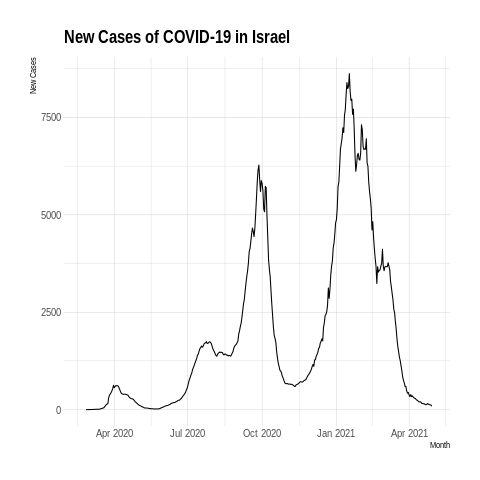 New Cases of COVID-19 in Israel
New Cases
7500
5000
2500
0
Apr 2020 Jul 2020 Oct 2020 Jan 2021 Apr 2021
Month